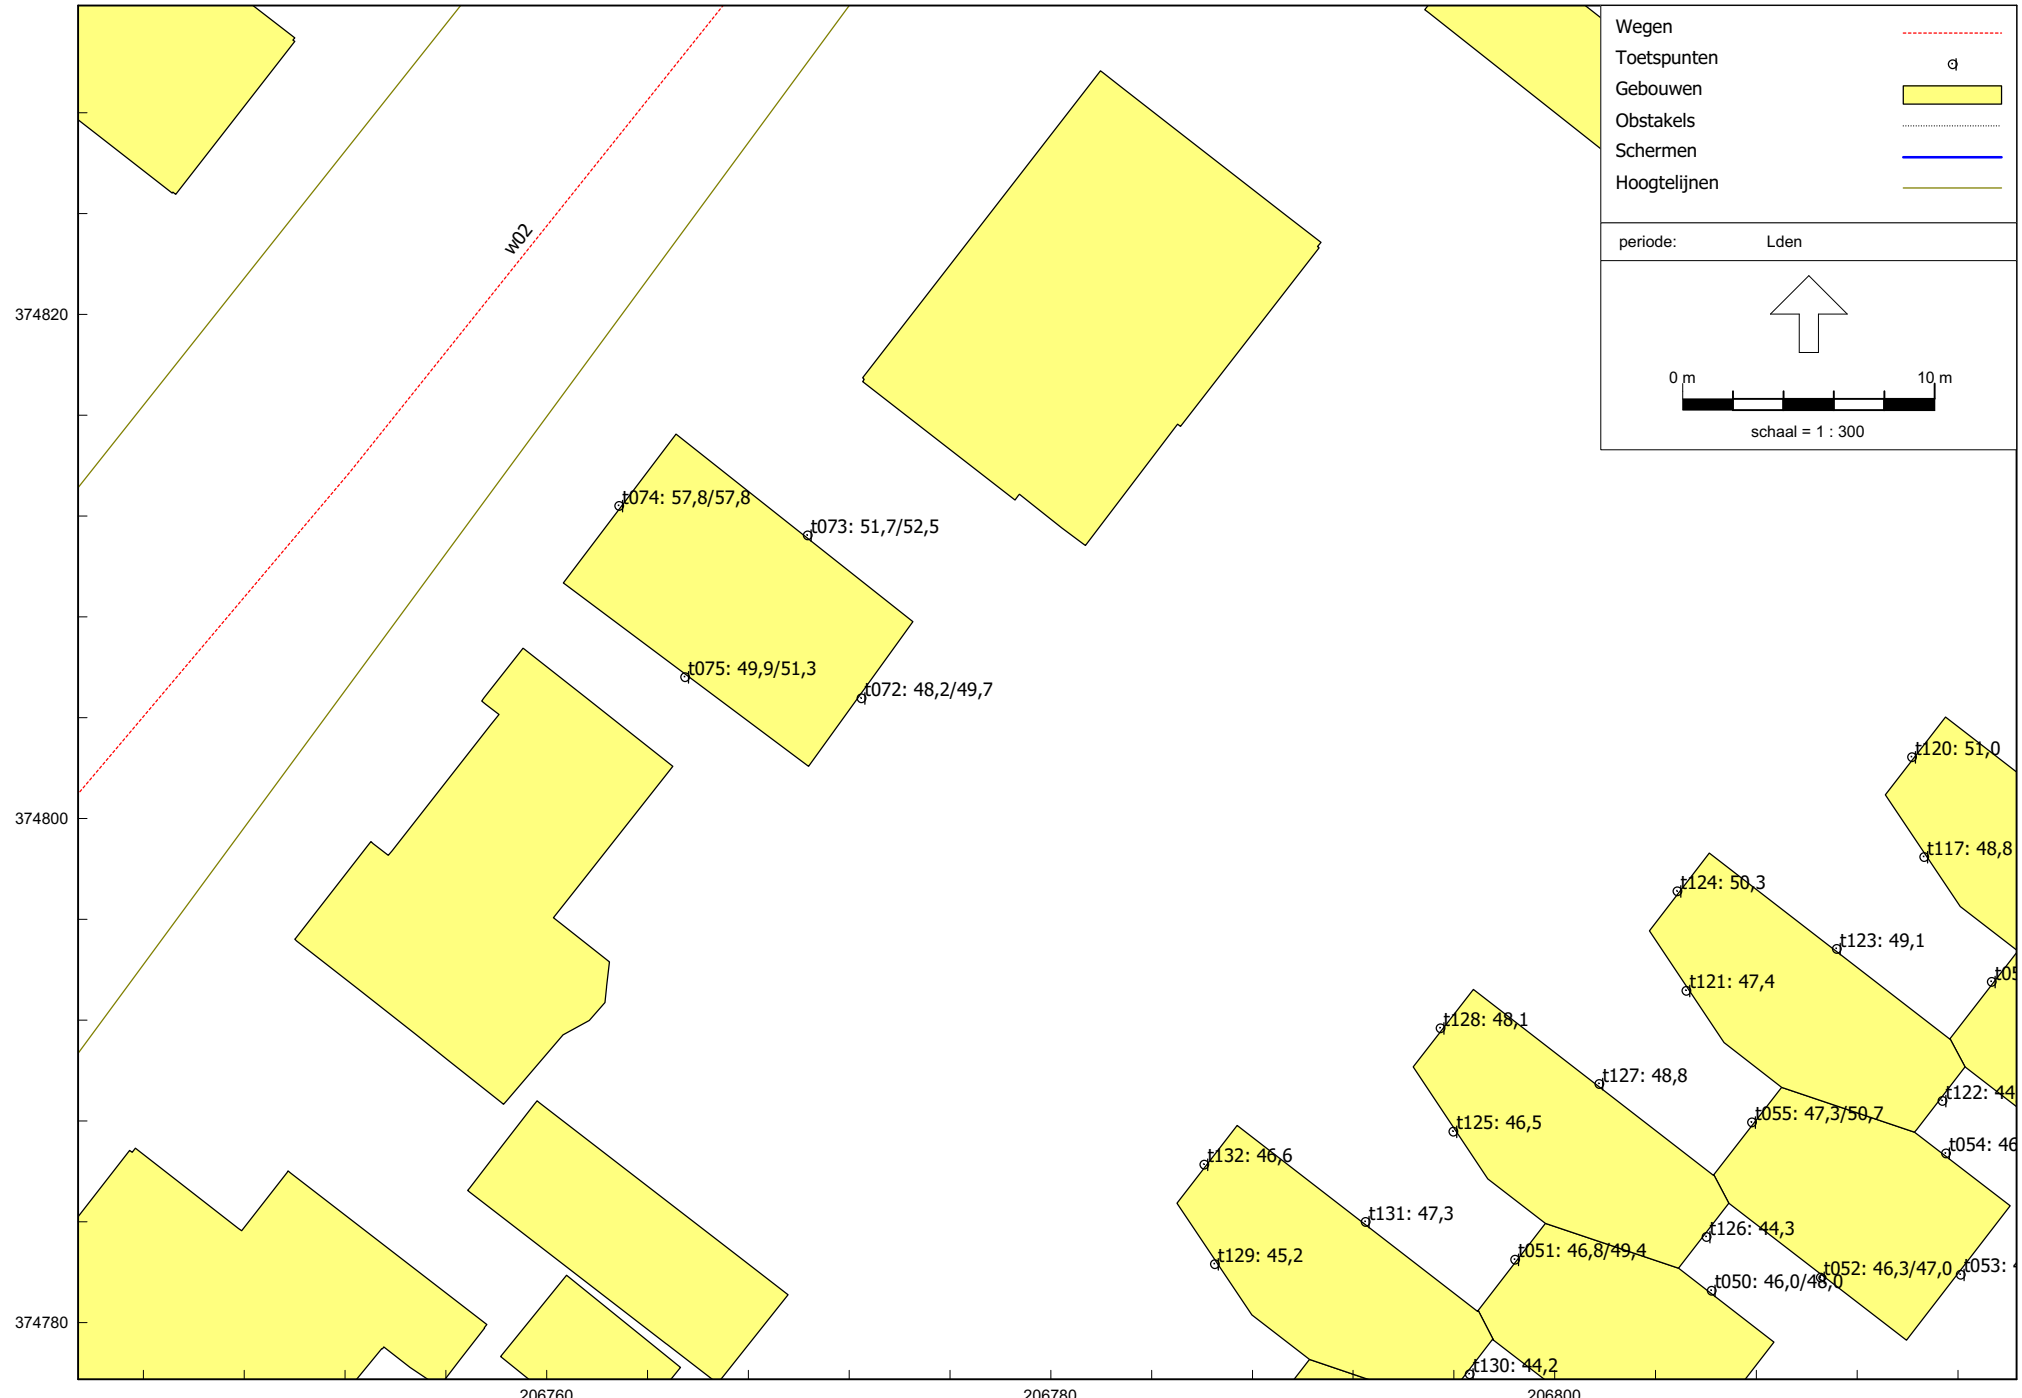 Wegen
Toetspunten
Gebouwen
Obstakels
Schermen
Hoogtelijnen
periode: Lden
0 m 10 m
schaal = 1 : 300
w02
374820
t074: 57,8/57,8
t073: 51,7/52,5
t075: 49,9/51,3
t072: 48,2/49,7
t120: 51,0
374800
t117: 48,8
t124: 50,3
t123: 49,1
t121: 47,4
t128: 48,1
t127: 48,8
t122: 44
t055: 47,3/50,7
t125: 46,5
t054: 46
t132: 46,6
t131: 47,3
t126: 44,3
t051: 46,8/49,4
t129: 45,2
t052: 46,3/47,0
t053:
t050: 46,0/48,0
374780
t130: 44,2
206760 206780 206800